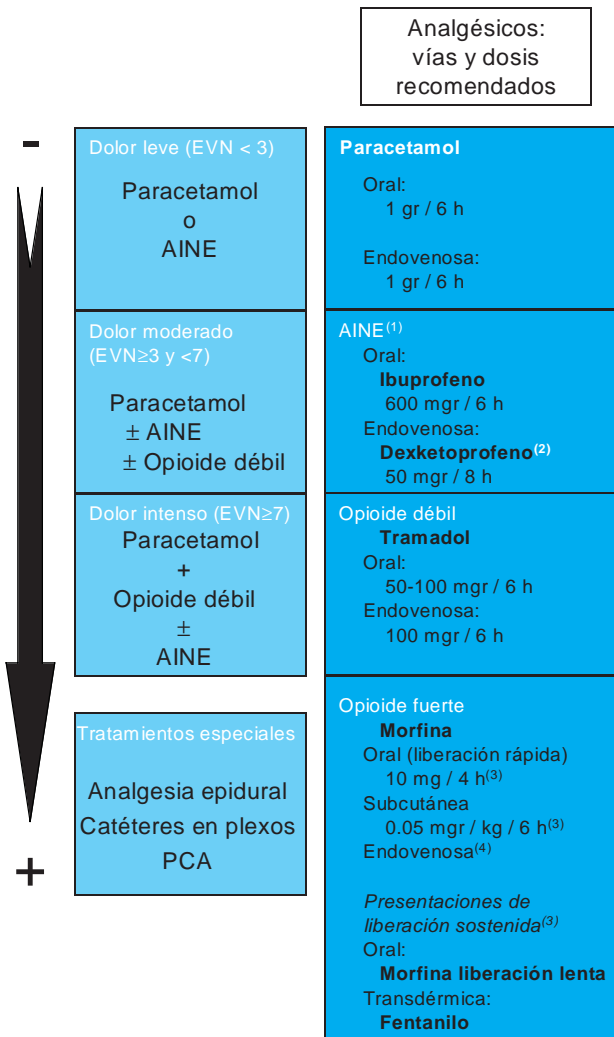 Analgésicos:
vías y dosis
recomendados
-
Dolor leve (EVN < 3)
Paracetamol
o
AINE
Dolor moderado
(EVN≥3 y <7)
Paracetamol
± AINE
± Opioide débil
Dolor intenso (EVN≥7)
Paracetamol
+
Opioide débil
±
AINE
Tratamientos especiales
Analgesia epidural
Catéteres en plexos
PCA
+
Paracetamol
Oral:
1 gr / 6 h
Endovenosa:
1 gr / 6 h
AINE(1)
Oral:
Ibuprofeno
600 mgr / 6 h
Endovenosa:
Dexketoprofeno(2)
50 mgr / 8 h
Opioide débil
Tramadol
Oral:
50-100 mgr / 6 h
Endovenosa:
100 mgr / 6 h
Opioide fuerte
Morfina
Oral (liberación rápida)
10 mg / 4 h(3)
Subcutánea
0.05 mgr / kg / 6 h(3)
Endovenosa(4)
Presentaciones de
liberación sostenida(3)
Oral:
Morfina liberación lenta
Transdérmica:
Fentanilo